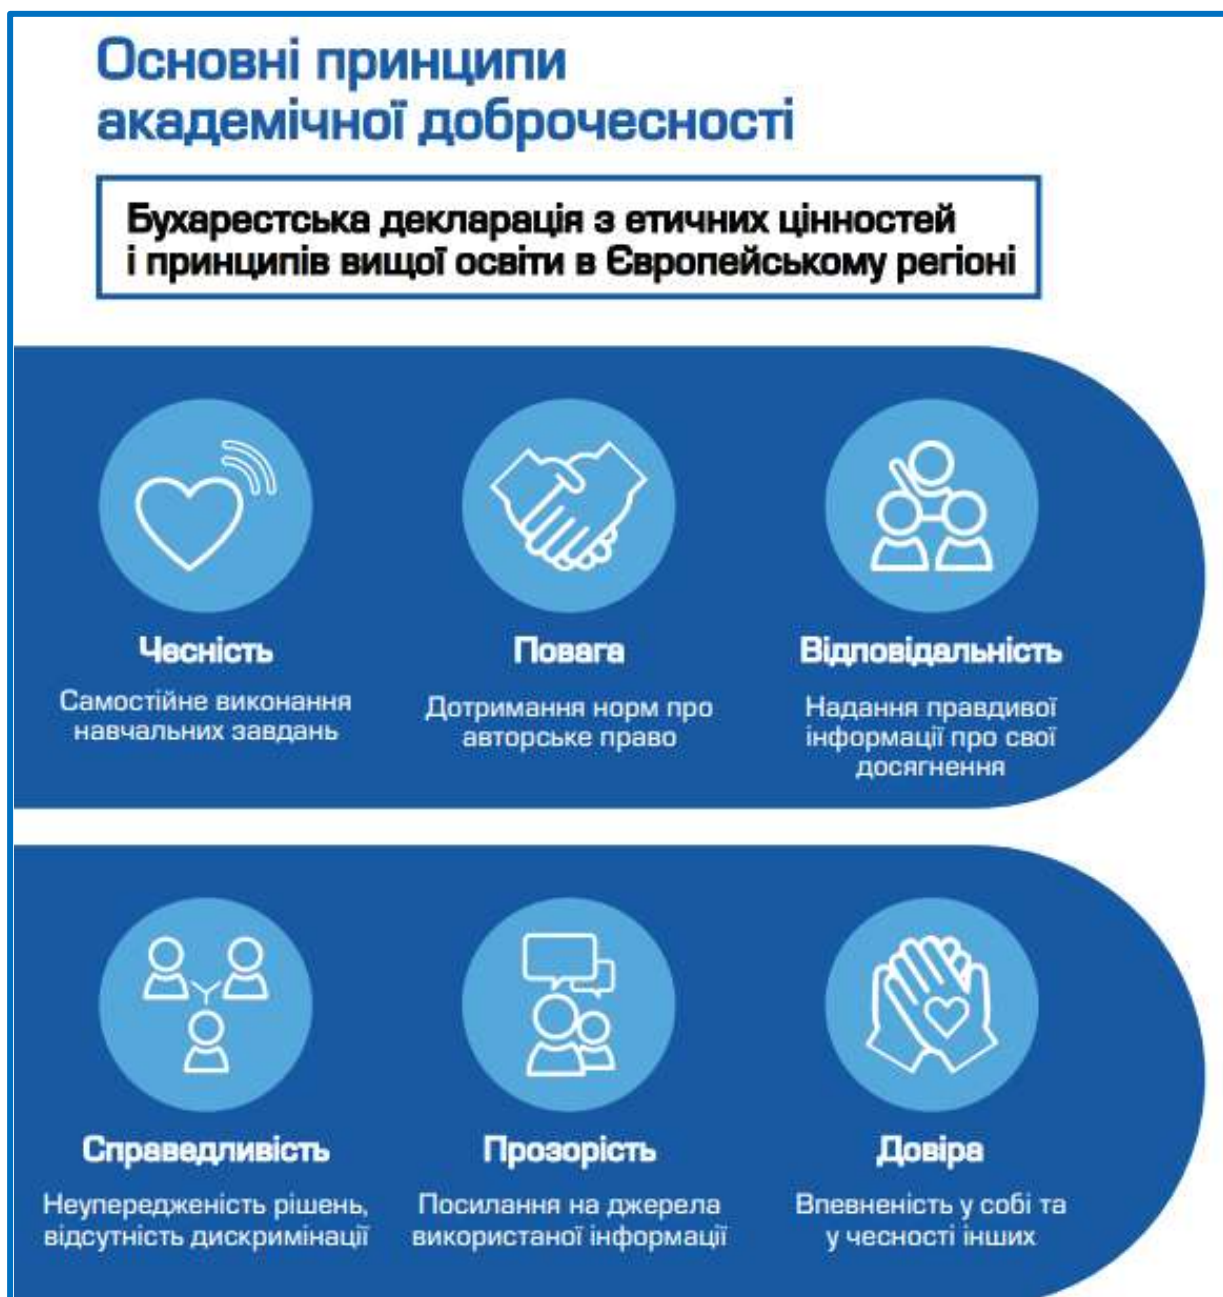 Основні принципи
академічної доброчесності
Бухарестська декларація з етичних цінностей
і принципів вищої освіти в Європейському регіоні
Чесність
Самостійне виконання
навчальних завдань
Повага
Дотримання норм про
авторське право
Відповідальність
Надання правдивої
інформації про свої
досягнення
Справедливість
Неупередженість рішень,
відсутність дискримінації
Прозорість
Посилання на джерела
використаної інформації
Довіра
Впевненість у собі та
у чесності інших